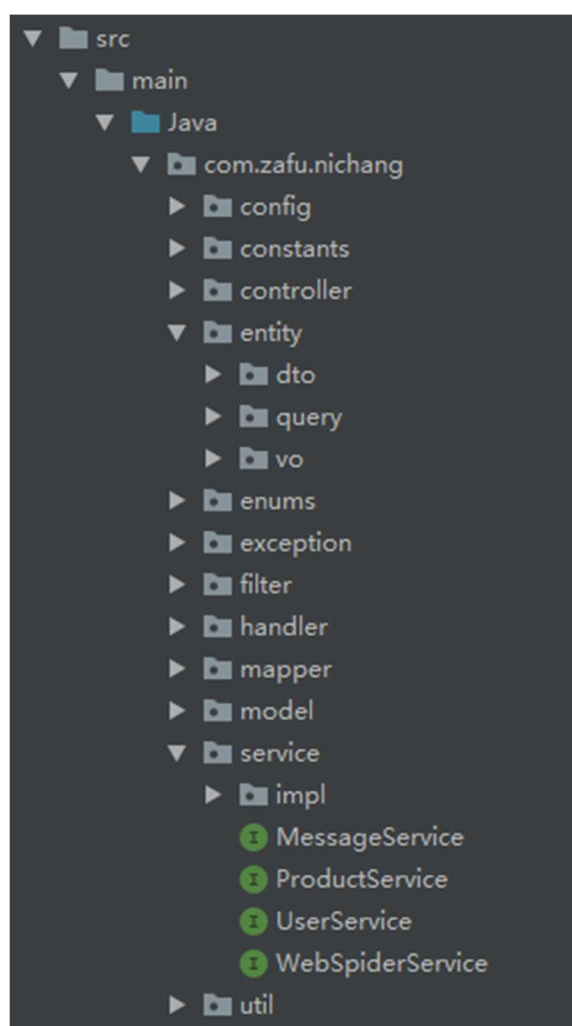 src
main
Java
com.zafu.nichang
config
constants
controller
entity
dto
query
vo
enums
exception
filter
handler
mapper
model
service
impl
MessageService
ProductService
UserService
WebSpiderService
util